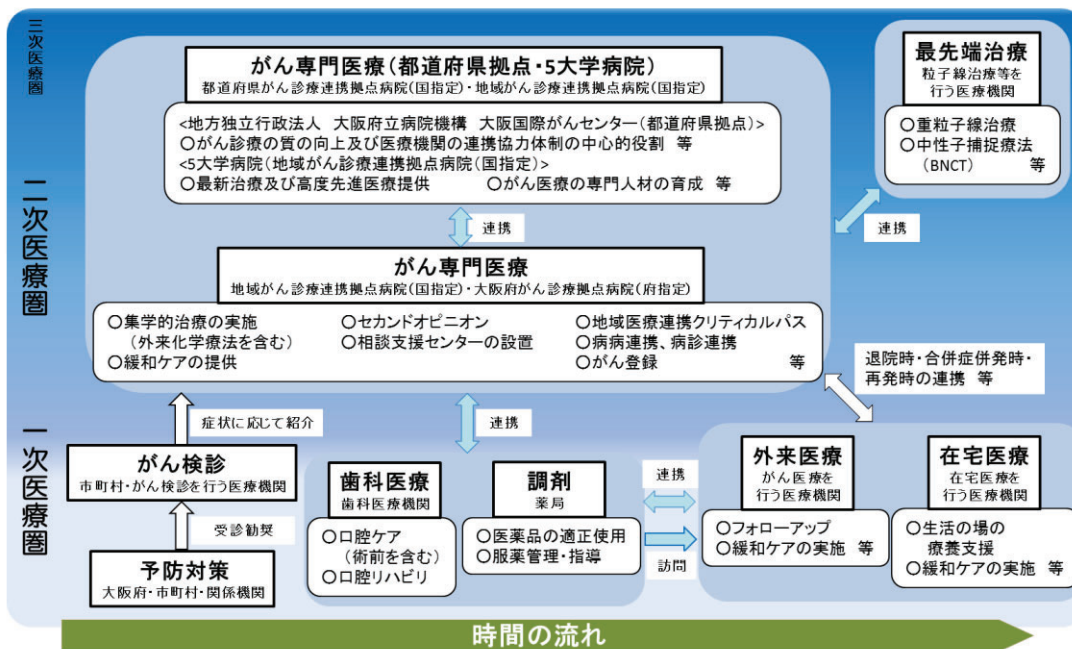 三次医療圏
がん専門医療(都道府県拠点・5大学病院)
都道府県がん診療連携拠点病院(国指定)・地域がん診療連携拠点病院(国指定)
<地方独立行政法人 大阪府立病院機構 大阪国際がんセンター(都道府県拠点)>
○がん診療の質の向上及び医療機関の連携協力体制の中心的役割 等
<5大学病院(地域がん診療連携拠点病院(国指定)>
○最新治療及び高度先進医療提供 ○がん医療の専門人材の育成 等
最先端治療
粒子線治療等を
行う医療機関
○重粒子線治療
○中性子捕捉療法
(BNCT) 等
連携
連携
二次医療圏
がん専門医療
地域がん診療連携拠点病院(国指定)・大阪府がん診療拠点病院(府指定)
○集学的治療の実施
(外来化学療法を含む)
○緩和ケアの提供
○セカンドオピニオン
○相談支援センターの設置
○地域医療連携クリティカルパス
○病病連携、病診連携
○がん登録 等
退院時・合併症併発時・
再発時の連携 等
症状に応じて紹介
連携
一次医療圏
がん検診
市町村・がん検診を行う医療機関
受診勧奨
予防対策
大阪府・市町村・関係機関
歯科医療
歯科医療機関
○口腔ケア
(術前を含む)
○口腔リハビリ
調剤
薬局
○医薬品の適正使用
○服薬管理・指導
連携
訪問
外来医療
がん医療を
行う医療機関
○フォローアップ
○緩和ケアの実施 等
在宅医療
在宅医療を
行う医療機関
○生活の場の
療養支援
○緩和ケアの実施 等
時間の流れ